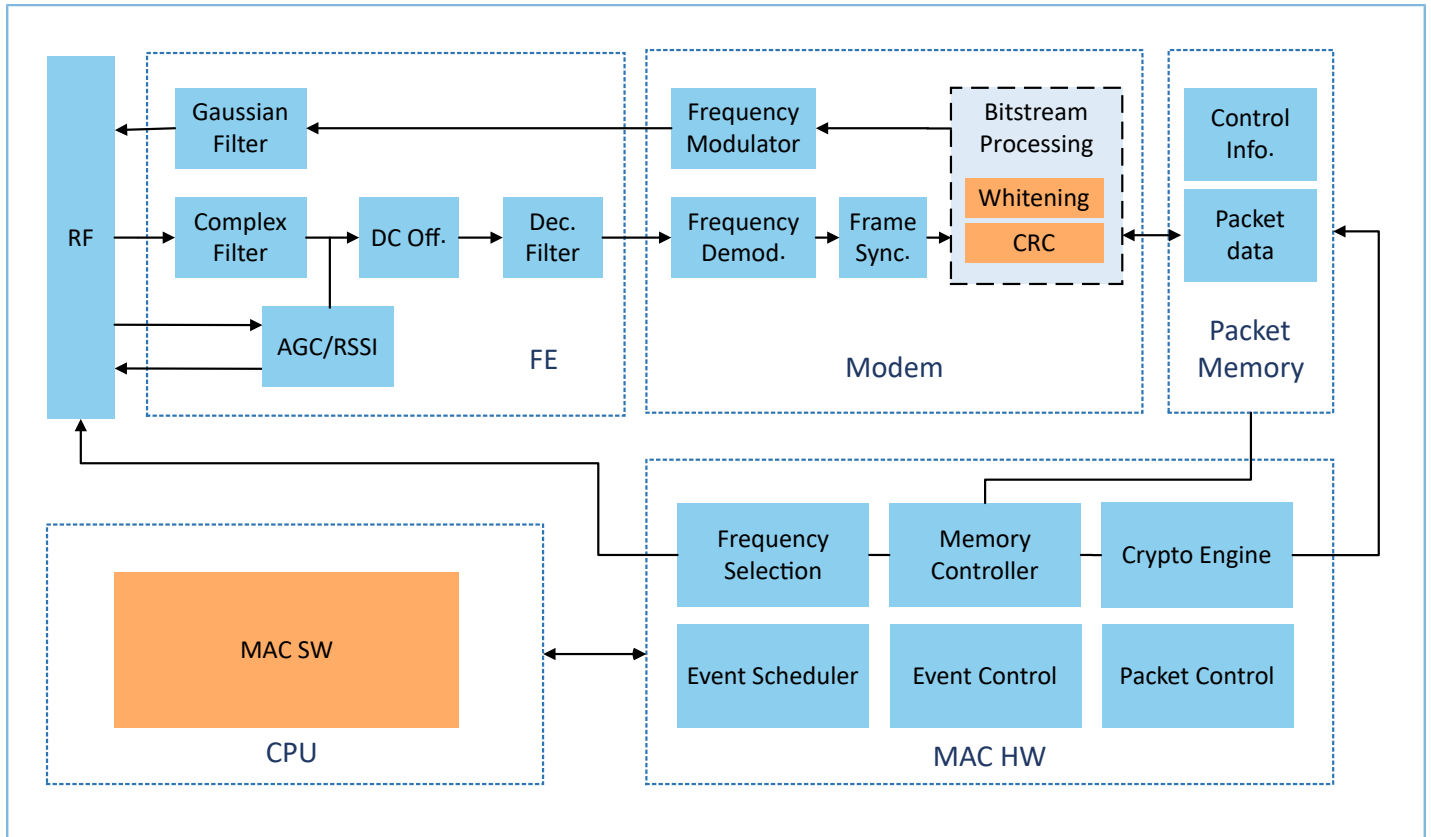 RF
Gaussian
Filter
Complex
Filter
DC Off.
Dec.
Filter
AGC/RSSI
FE
Frequency
Modulator
Frequency
Demod.
Frame
Sync.
Bitstream
Processing
Whitening
CRC
Modem
Control
Info.
Packet
data
Packet
Memory
MAC SW
CPU
Frequency
Selection
Memory
Controller
Crypto Engine
Event Scheduler
Event Control
Packet Control
MAC HW